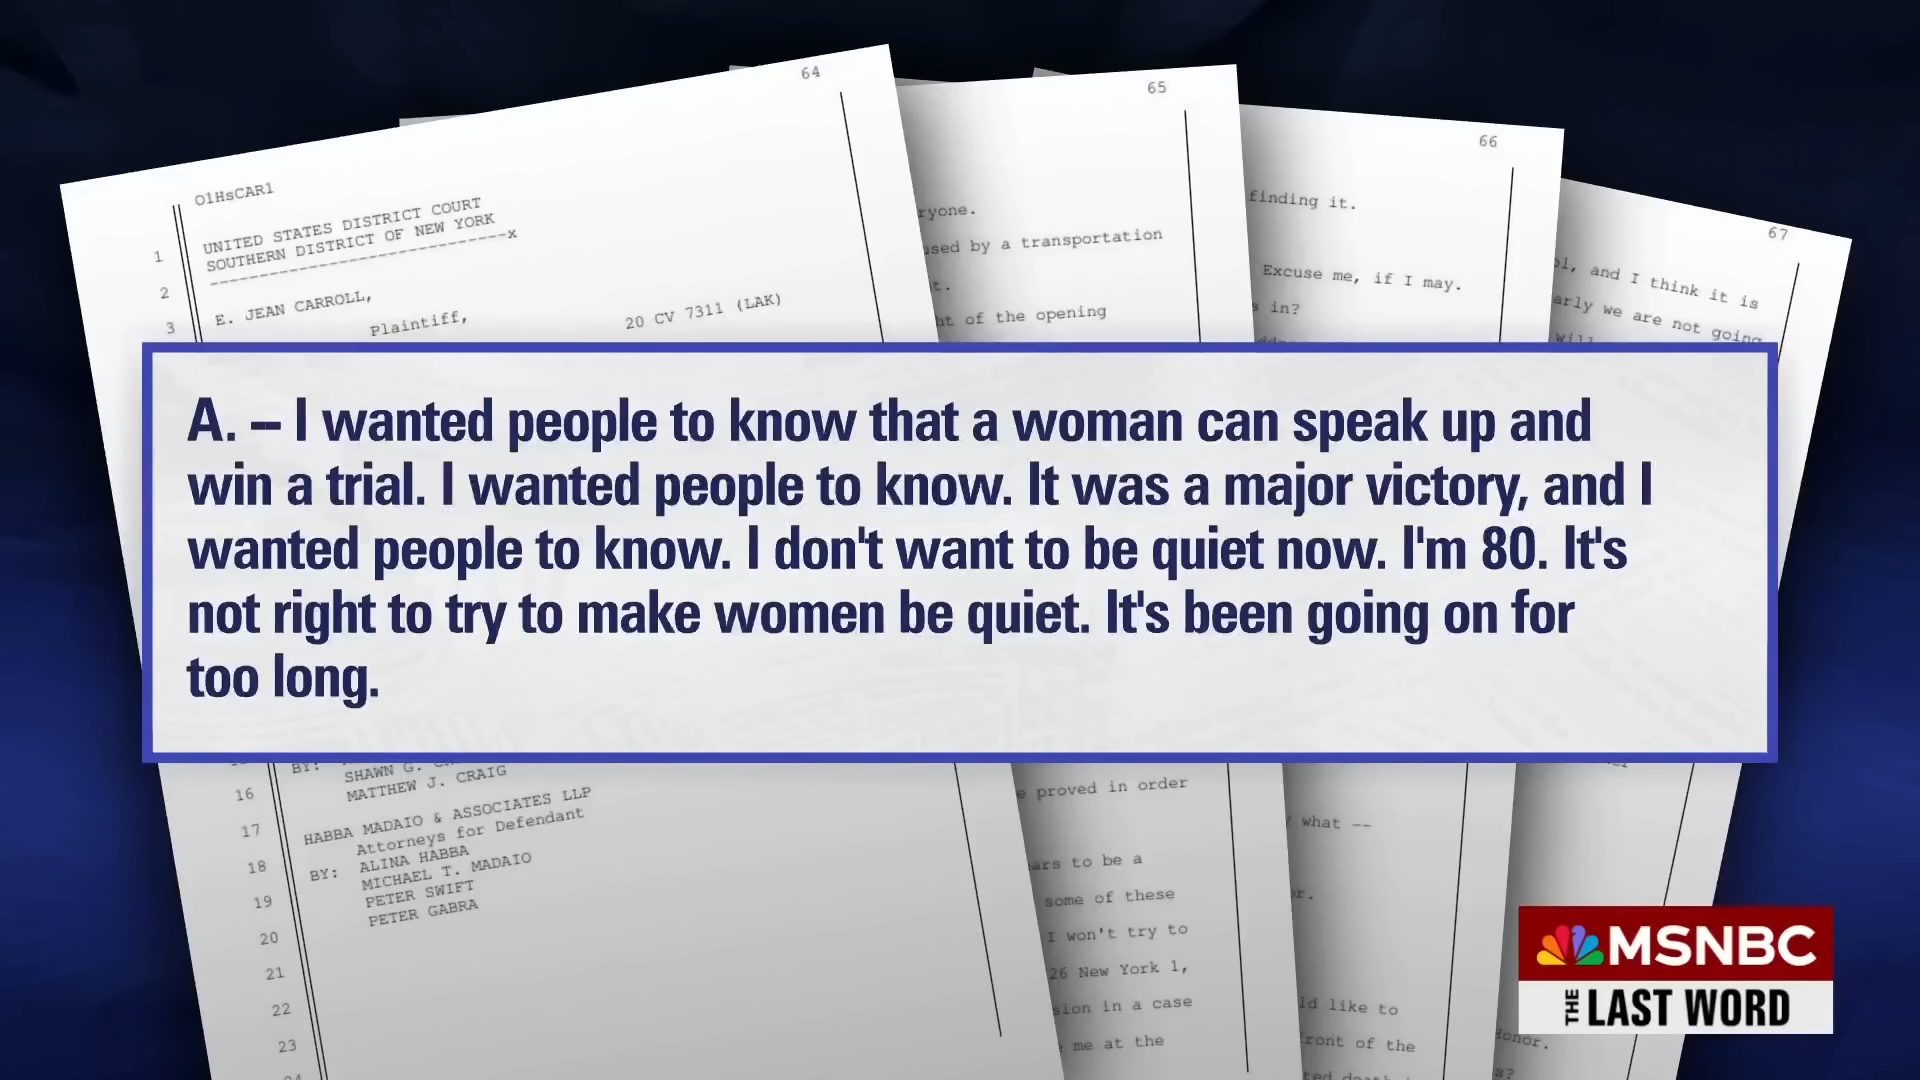 64
O1HsCAR1
UNITED STATES DISTRICT COURT
SOUTHERN DISTRICT OF NEW YORK
------------------------------x
1
2
3
E. JEAN CARROLL,
Plaintiff,
20 CV 7311 (LAK)
65
ryone.
used by a transportation
t.
ht of the opening
66
finding it.
Excuse me, if I may.
s in?
67
ol, and I think it is
arly we are not going
will
A. – I wanted people to know that a woman can speak up and
win a trial. I wanted people to know. It was a major victory, and I
wanted people to know. I don't want to be quiet now. I'm 80. It's
not right to try to make women be quiet. It's been going on for
too long.
BY:
SHAWN G.
MATTHEW J. CRAIG
16
17
18
19
20
21
22
23
24
HABBA MADAIO & ASSOCIATES LLP
Attorneys for Defendant
BY: ALINA HABBA
MICHAEL T. MADAIO
PETER SWIFT
PETER GABRA
e proved in order
ars to be a
some of these
I won't try to
26 New York 1,
sion in a case
e me at the
what --
or.
ld like to
front of the
Honor.
s?
MSNBC
THE LAST WORD